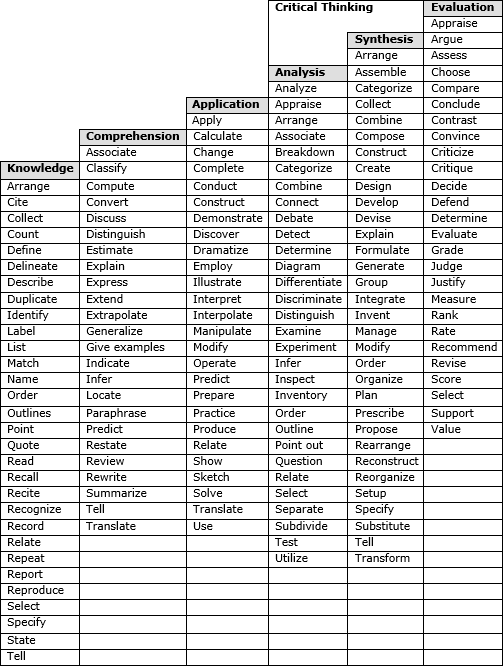 Critical Thinking Evaluation
Appraise
Synthesis Argue
Arrange Assess
Analysis Assemble Choose
Analyze Categorize Compare
Application Appraise Collect Conclude
Apply Arrange Combine Contrast
Comprehension Calculate Associate Compose Convince
Associate Change Breakdown Construct Criticize
Knowledge Classify Complete Categorize Create Critique
Arrange Compute Conduct Combine Design Decide
Cite Convert Construct Connect Develop Defend
Collect Discuss Demonstrate Debate Devise Determine
Count Distinguish Discover Detect Explain Evaluate
Define Estimate Dramatize Determine Formulate Grade
Delineate Explain Employ Diagram Generate Judge
Describe Express Illustrate Differentiate Group Justify
Duplicate Extend Interpret Discriminate Integrate Measure
Identify Extrapolate Interpolate Distinguish Invent Rank
Label Generalize Manipulate Examine Manage Rate
List Give examples Modify Experiment Modify Recommend
Match Indicate Operate Infer Order Revise
Name Infer Predict Inspect Organize Score
Order Locate Prepare Inventory Plan Select
Outlines Paraphrase Practice Order Prescribe Support
Point Predict Produce Outline Propose Value
Quote Restate Relate Point out Rearrange
Read Review Show Question Reconstruct
Recall Rewrite Sketch Relate Reorganize
Recite Summarize Solve Select Setup
Recognize Tell Translate Separate Specify
Record Translate Use Subdivide Substitute
Relate Test Tell
Repeat Utilize Transform
Report
Reproduce
Select
Specify
State
Tell